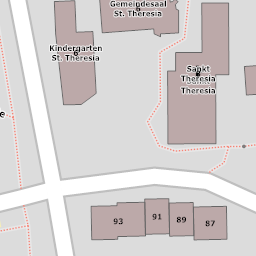 Gemeindesaal
St. Theresia
Kindergarten
St. Theresia
Sankt
Theresia
Theresia
e
93
91
89
87